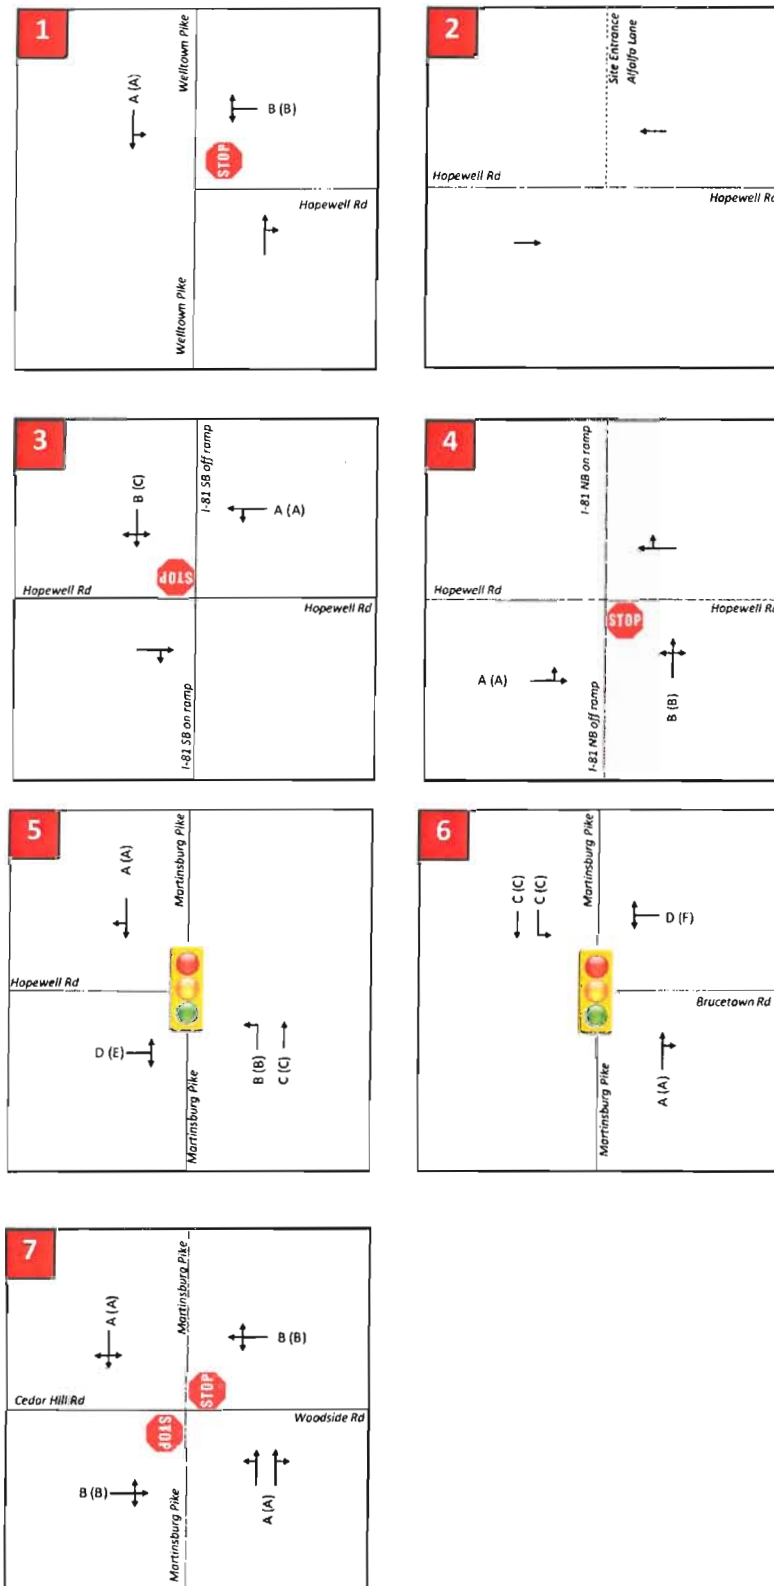 1
Welltown Pike
A (A)
B (B)
STOP
Hopewell Rd
Welltown Pike
2
Site Entrance
Alfalfa Lane
Hopewell Rd
Hopewell Rd
3
I-81 SB off ramp
B (C)
A (A)
STOP
Hopewell Rd
Hopewell Rd
I-81 SB on ramp
4
I-81 NB on ramp
Hopewell Rd
STOP
A (A)
B (B)
I-81 NB off ramp
5
Martinsburg Pike
A (A)
Hopewell Rd
D (E)
B (B)
C (C)
Martinsburg Pike
6
Martinsburg Pike
C (C)
C (C)
D (F)
Brucetown Rd
A (A)
Martinsburg Pike
7
Martinsburg Pike
A (A)
B (B)
STOP
Cedar Hill Rd
Woodside Rd
STOP
B (B)
A (A)
Martinsburg Pike